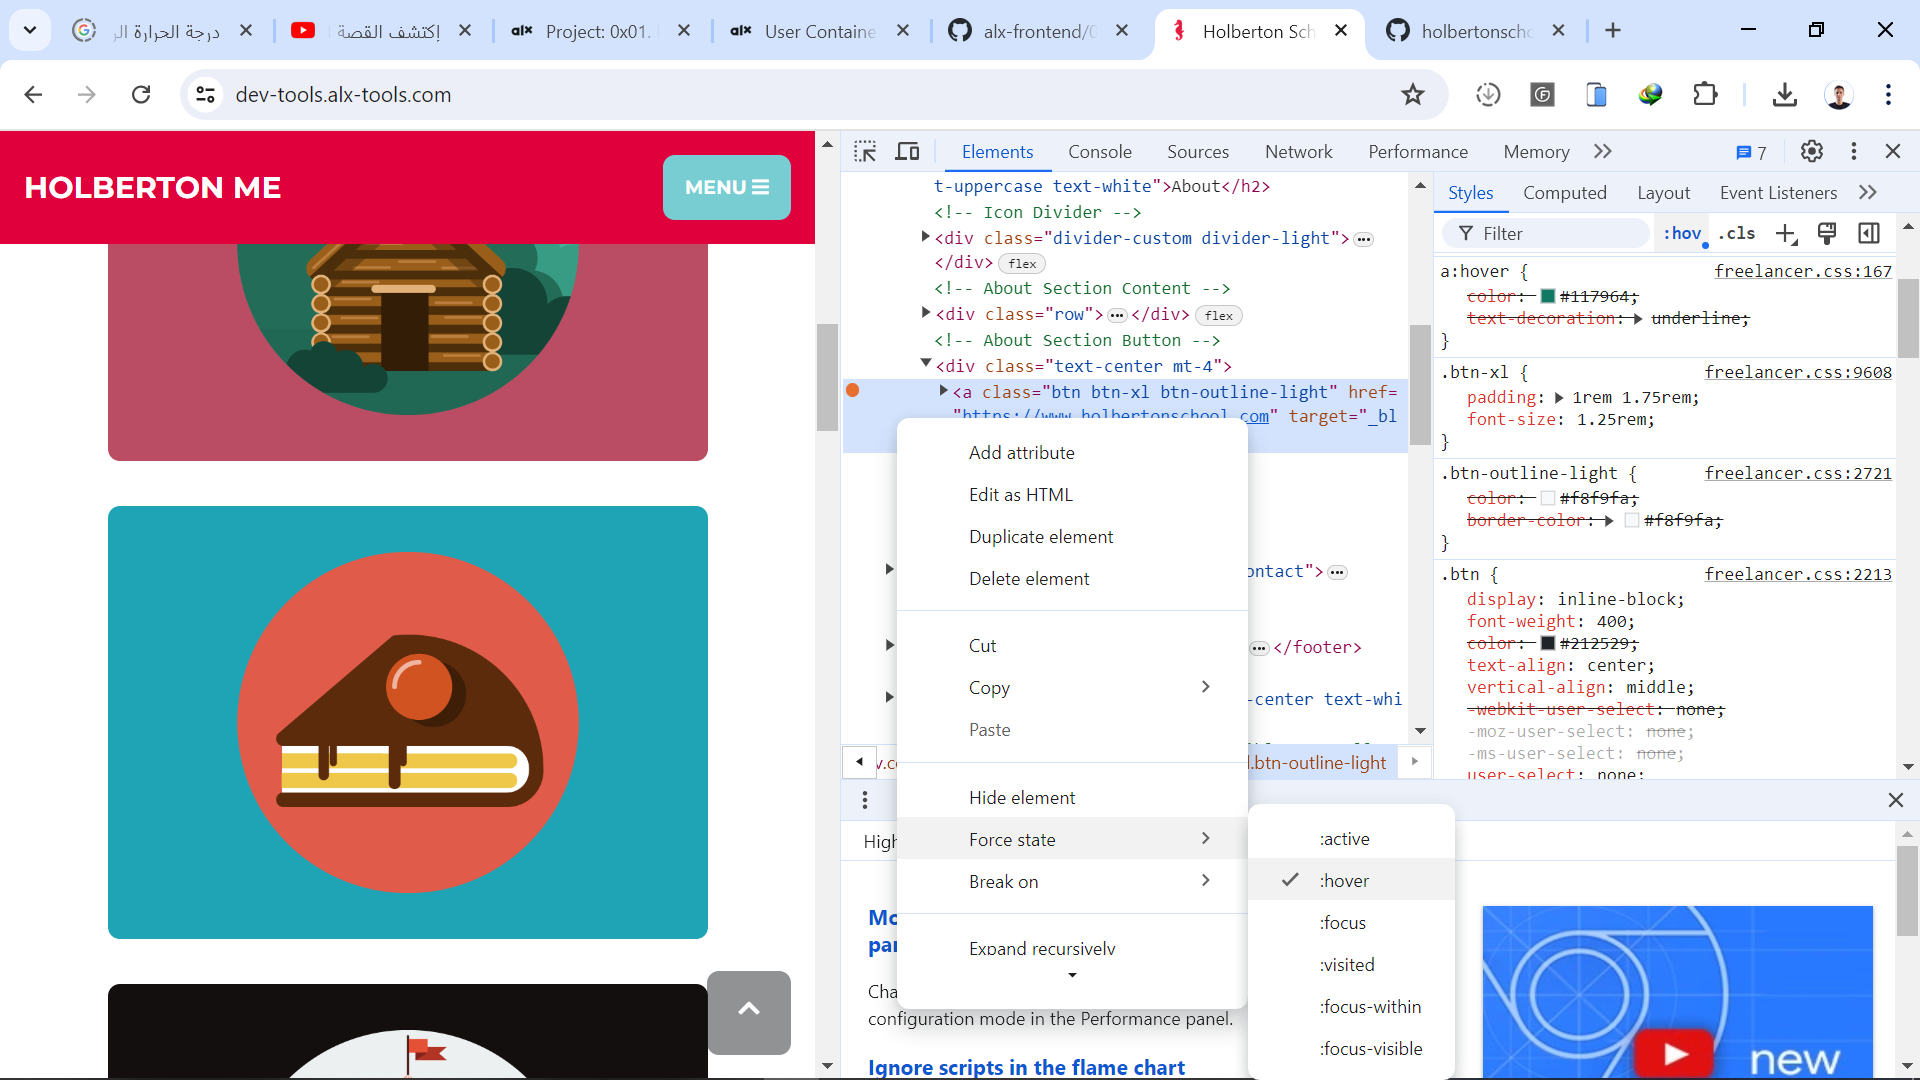 درجة الحرارة الر
إكتشف القصة
alx Project: 0x01.
alx User Containe
alx-frontend/0
Holberton Sch
holbertonscho
dev-tools.alx-tools.com
HOLBERTON ME
MENU
Elements
Console
Sources
Network
Performance
Memory
7
t-uppercase text-white">About</h2>
<!-- Icon Divider -->
<div class="divider-custom divider-light">
</div> flex
<!-- About Section Content -->
<div class="row"> </div> flex
<!-- About Section Button -->
<div class="text-center mt-4">
<a class="btn btn-xl btn-outline-light" href=
"https://www.holbertonschool.com" target="_bl
ontact">
</footer>
-center text-whi
v.c
l.btn-outline-light
Add attribute
Edit as HTML
Duplicate element
Delete element
Cut
Copy
Paste
Hide element
Force state
Break on
Expand recursively
:active
:hover
:focus
:visited
:focus-within
:focus-visible
Styles
Computed
Layout
Event Listeners
Filter
:hov
.cls
a:hover {
freelancer.css:167
color: #117964;
text-decoration: underline;
}
.btn-xl {
freelancer.css:9608
padding: 1rem 1.75rem;
font-size: 1.25rem;
}
.btn-outline-light {
freelancer.css:2721
color: #f8f9fa;
border-color: #f8f9fa;
}
.btn {
freelancer.css:2213
display: inline-block;
font-weight: 400;
color: #212529;
text-align: center;
vertical-align: middle;
-webkit-user-select: none;
-moz-user-select: none;
-ms-user-select: none;
user-select: none;
High
Mo
par
Cha
configuration mode in the Performance panel.
Ignore scripts in the flame chart
new